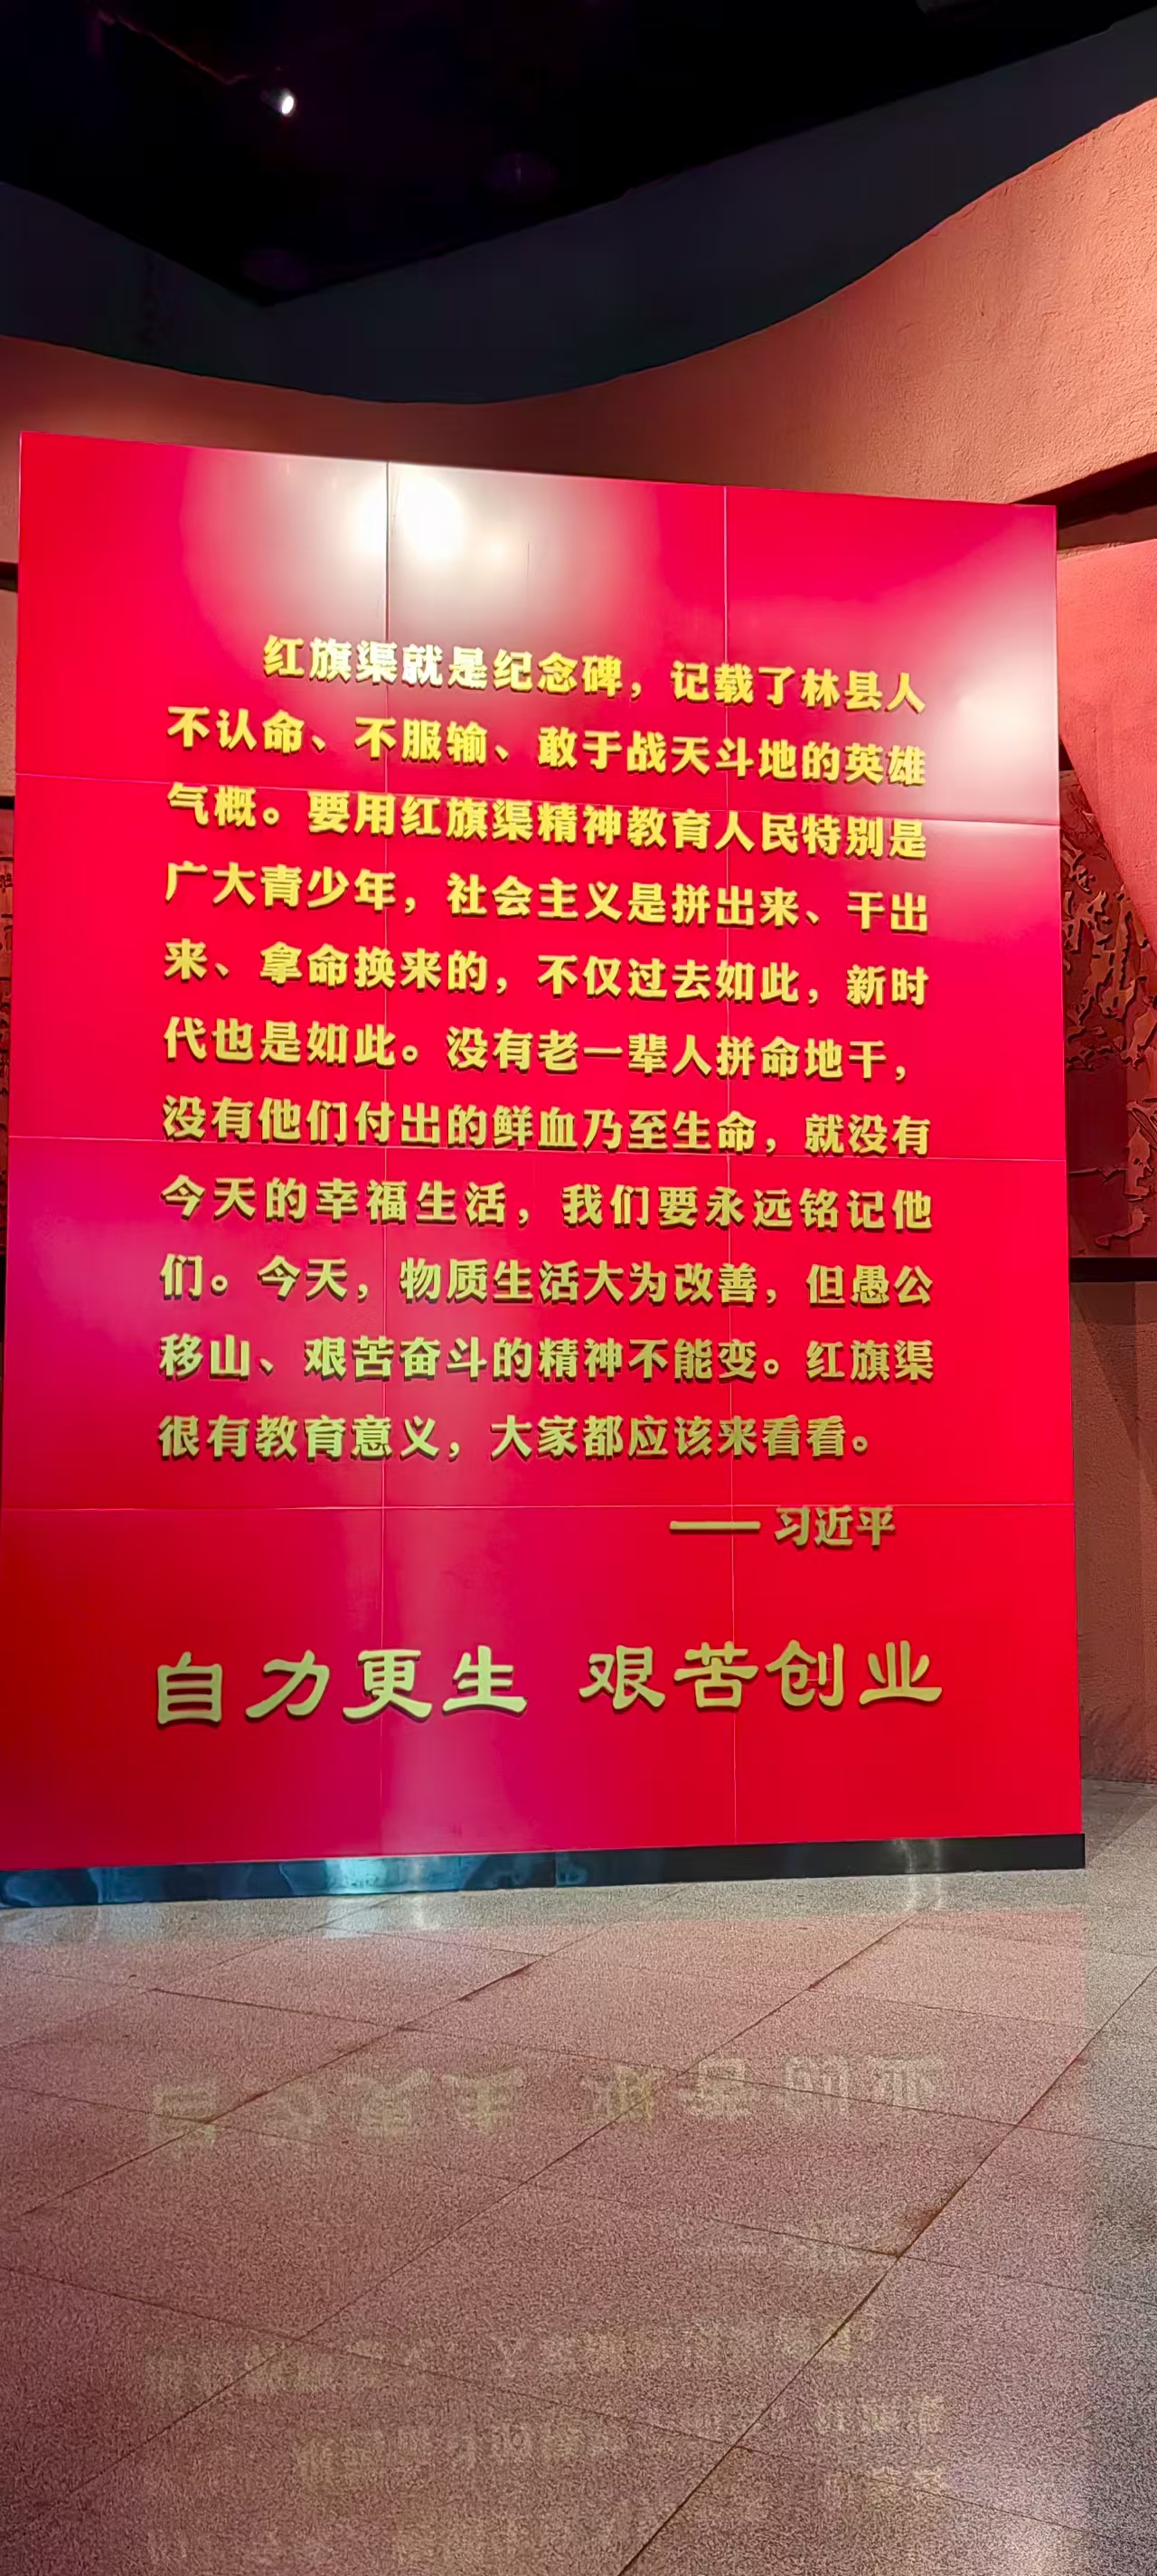 红旗渠就是纪念碑，记载了林县人
不认命、不服输、敢于战天斗地的英雄
气概。要用红旗渠精神教育人民特别是
广大青少年，社会主义是拼出来、干出
来、拿命换来的，不仅过去如此，新时
代也是如此。没有老一辈人拼命地干，
没有他们付出的鲜血乃至生命，就没有
今天的幸福生活，我们要永远铭记他
们。今天，物质生活大为改善，但愚公
移山、艰苦奋斗的精神不能变。红旗渠
很有教育意义，大家都应该来看看。
—— 习近平
自力更生 艰苦创业